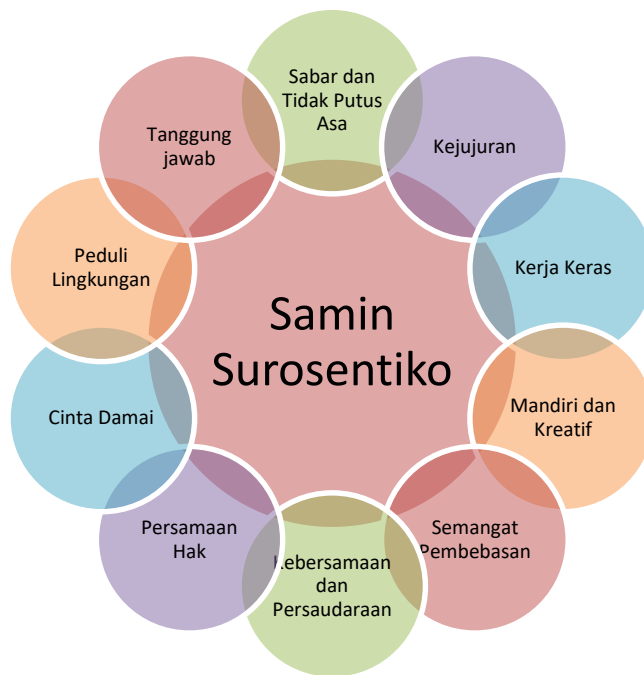 Sabar dan
Tidak Putus
Asa
Kejujuran
Kerja Keras
Mandiri dan
Kreatif
Semangat
Pembebasan
Kebersamaan
dan
Persaudaraan
Persamaan
Hak
Cinta Damai
Peduli
Lingkungan
Tanggung
jawab
Samin
Surosentiko